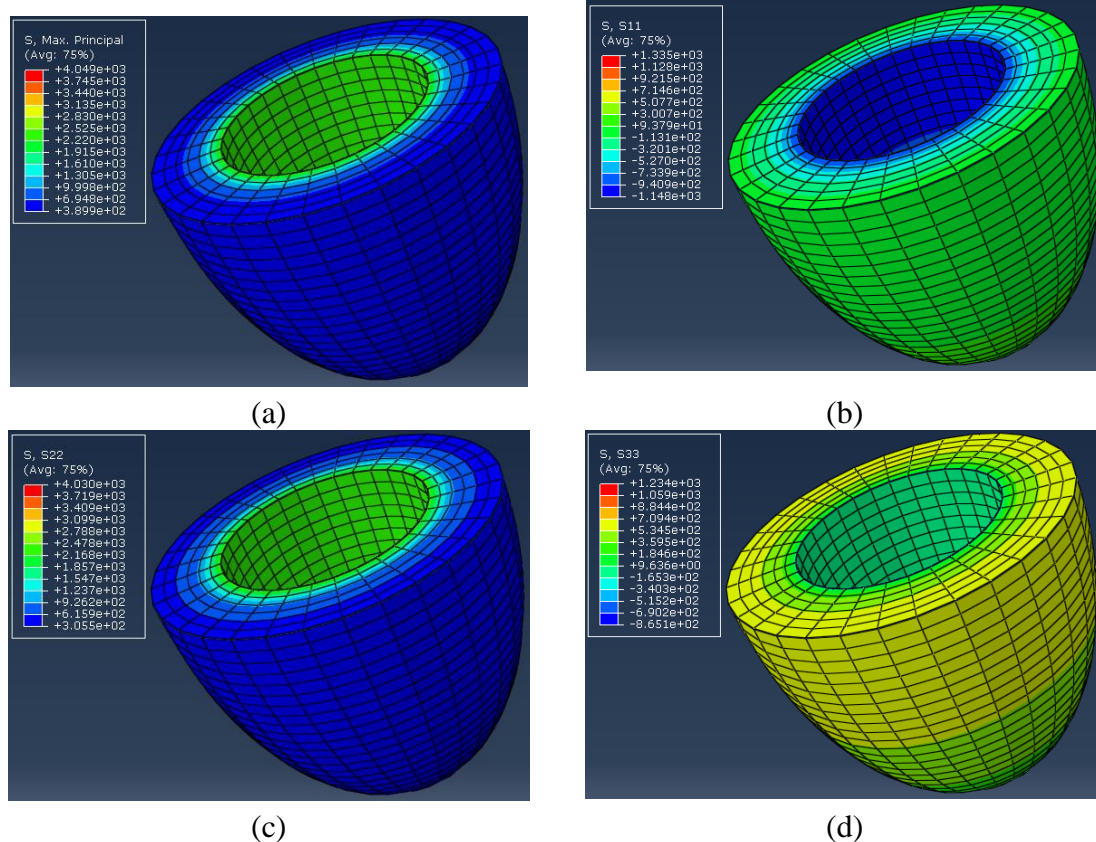 S, Max. Principal
(Avg: 75%)
+4.049e+03
+3.745e+03
+3.440e+03
+3.135e+03
+2.830e+03
+2.525e+03
+2.220e+03
+1.915e+03
+1.610e+03
+1.305e+03
+9.998e+02
+6.948e+02
+3.899e+02
(a)
S, S11
(Avg: 75%)
+1.335e+03
+1.128e+03
+9.215e+02
+7.146e+02
+5.077e+02
+3.007e+02
+9.379e+01
-1.131e+02
-3.201e+02
-5.270e+02
-7.339e+02
-9.409e+02
-1.148e+03
(b)
S, S22
(Avg: 75%)
+4.030e+03
+3.719e+03
+3.409e+03
+3.099e+03
+2.788e+03
+2.478e+03
+2.168e+03
+1.857e+03
+1.547e+03
+1.237e+03
+9.262e+02
+6.159e+02
+3.055e+02
(c)
S, S33
(Avg: 75%)
+1.234e+03
+1.059e+03
+8.844e+02
+7.094e+02
+5.345e+02
+3.595e+02
+1.846e+02
+9.636e+00
-1.653e+02
-3.403e+02
-5.152e+02
-6.902e+02
-8.651e+02
(d)